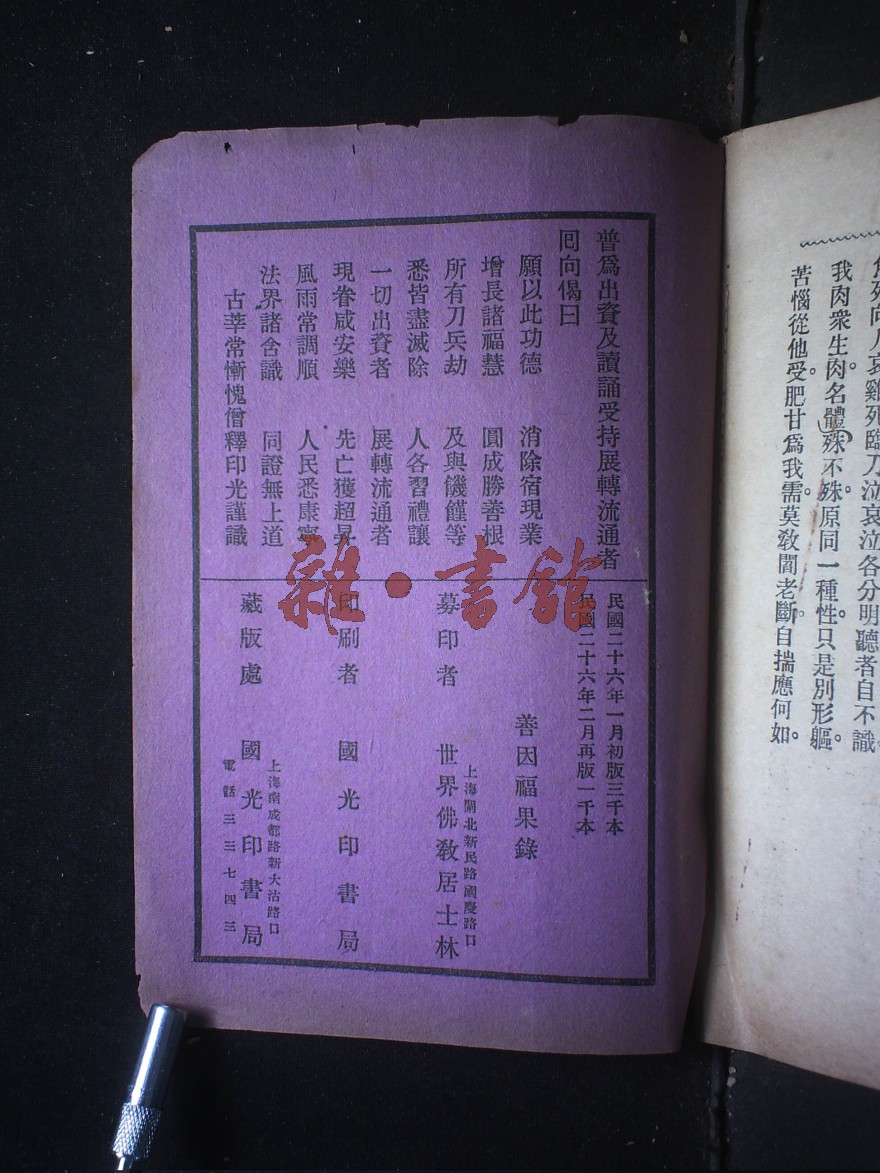 我肉衆生肉名體殊不殊。原同一種性。只是別形軀。
苦惱從他受。肥甘爲我需。莫敎閻老斷。自揣應何如。
普爲出資及讀誦受持展轉流通者
囘向偈曰
願以此功德 消除宿現業
增長諸福慧 圓成勝善根
所有刀兵劫 及與饑饉等
悉皆盡滅除 人各習禮讓
一切出資者 展轉流通者
現眷咸安樂 先亡獲超昇
風雨常調順 人民悉康寧
法界諸含識 同證無上道
古莘常慚愧僧釋印光謹識
民國二十六年一月初版三千本
民國二十六年二月再版一千本
善因福果錄
上海閘北新民路國慶路口
募印者 世界佛敎居士林
印刷者 國光印書局
上海南成都路新大沽路口
藏版處 國光印書局
電話三三七四三
雜·書館